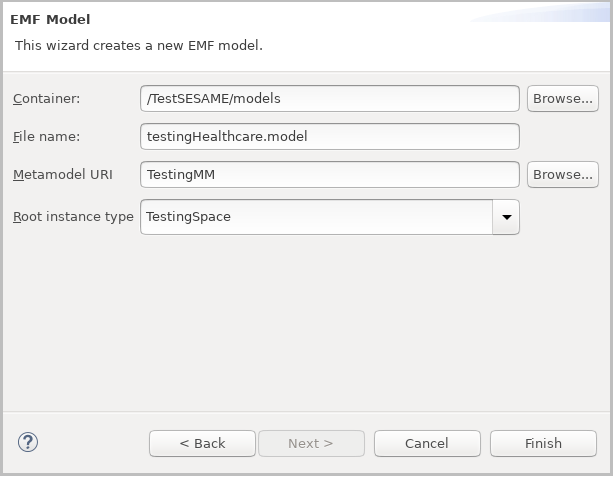 EMF Model
This wizard creates a new EMF model.
Container: /TestSESAME/models Browse...
File name: testingHealthcare.model
Metamodel URI TestingMM Browse...
Root instance type TestingSpace
? < Back Next > Cancel Finish